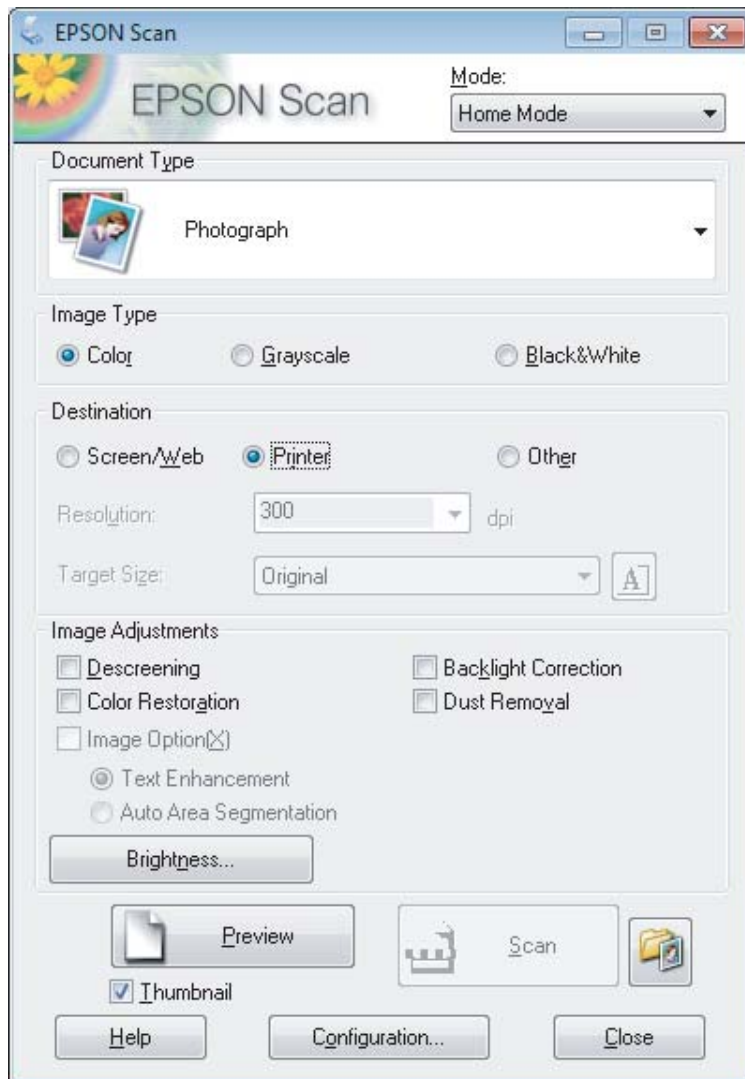 EPSON Scan
EPSON Scan
Mode:
Home Mode
Document Type
Photograph
Image Type
Color Grayscale Black&White
Destination
Screen/Web Printer Other
Resolution: 300 dpi
Target Size: Original A
Image Adjustments
Descreening Backlight Correction
Color Restoration Dust Removal
Image Option(X)
Text Enhancement
Auto Area Segmentation
Brightness...
Preview Scan
Thumbnail
Help Configuration... Close